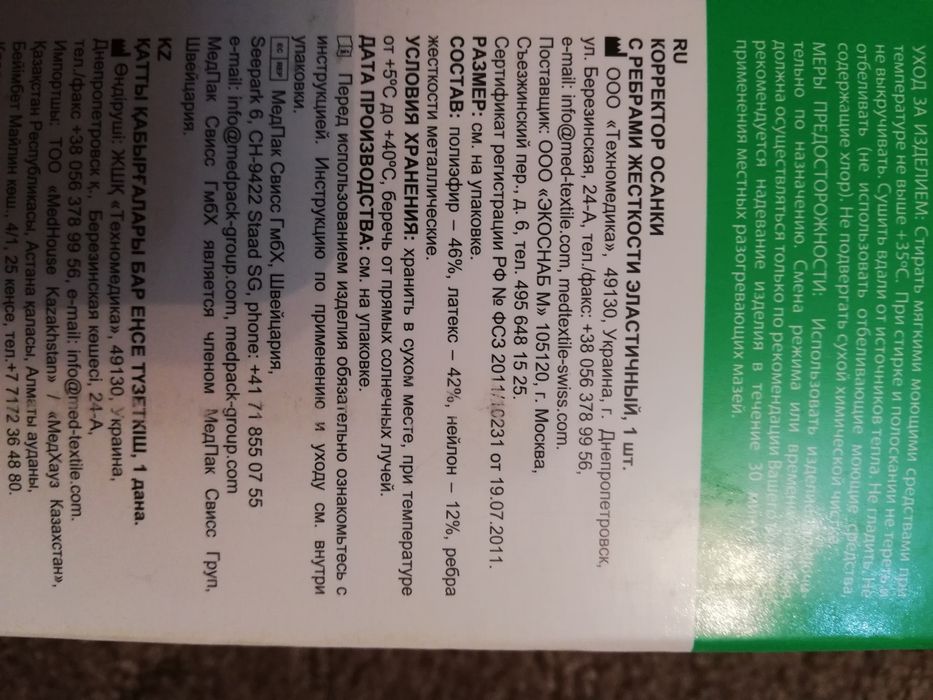 УХОД ЗА ИЗДЕЛИЕМ: Стирать мягкими моющими средствами при
температуре не выше +35°С. При стирке и полоскании не тереть и
не выкручивать. Сушить вдали от источников тепла. Не гладить. Не
отбеливать (не использовать отбеливающие моющие средства,
содержащие хлор). Не подвергать сухой химической чистке.
МЕРЫ ПРЕДОСТОРОЖНОСТИ: Использовать изделие
тельно по назначению. Смена режима или времени
должна осуществляться только по рекомендации
рекомендуется надевание изделия в течение 30
применения местных разогревающих мазей.
RU
КОРРЕКТОР ОСАНКИ
С РЕБРАМИ ЖЕСТКОСТИ ЭЛАСТИЧНЫЙ, 1 шт.
ООО «Техномедика», 49130, Украина, г. Днепропетровск,
ул. Березинская, 24-А, тел./факс: +38 056 378 99 56,
e-mail: info@med-textile.com, medtextile-swiss.com.
Поставщик: ООО «ЭКОСНАБ М» 105120, г. Москва,
Съезжинский пер., д. 6, тел. 495 648 15 25.
Сертификат регистрации РФ № ФСЗ 2011/10231 от 19.07.2011.
РАЗМЕР: см. на упаковке.
СОСТАВ: полиэфир – 46%, латекс – 42%, нейлон – 12%, ребра
жесткости металлические.
УСЛОВИЯ ХРАНЕНИЯ: хранить в сухом месте, при температуре
от +5°С до +40°С, беречь от прямых солнечных лучей.
ДАТА ПРОИЗВОДСТВА: см. на упаковке.
Перед использованием изделия обязательно ознакомьтесь с
инструкцией. Инструкцию по применению и уходу см. внутри
упаковки.
EC REP МедПак Свисс ГмбХ, Швейцария,
Seepark 6, CH-9422 Staad SG, phone: +41 71 855 07 55
e-mail: info@medpack-group.com, medpack-group.com
МедПак Свисс ГмбХ является членом МедПак Свисс Груп,
Швейцария.
KZ
ҚАТТЫ ҚАБЫРҒАЛАРЫ БАР ЕҢСЕ ТҮЗЕТКІШ, 1 дана.
Өндіруші: ЖШҚ «Техномедика», 49130, Украина,
Днепропетровск қ., Березинская көшесі, 24-А,
тел./факс +38 056 378 99 56, e-mail: info@med-textile.com.
Импортшы: ТОО «MedHouse Kazakhstan» / «МедХауз Казахстан»,
Қазақстан Республикасы, Астана қаласы, Алматы ауданы,
Бейімбет Майлин көш., 4/1, 25 кеңсе, тел.+7 7172 36 48 80.